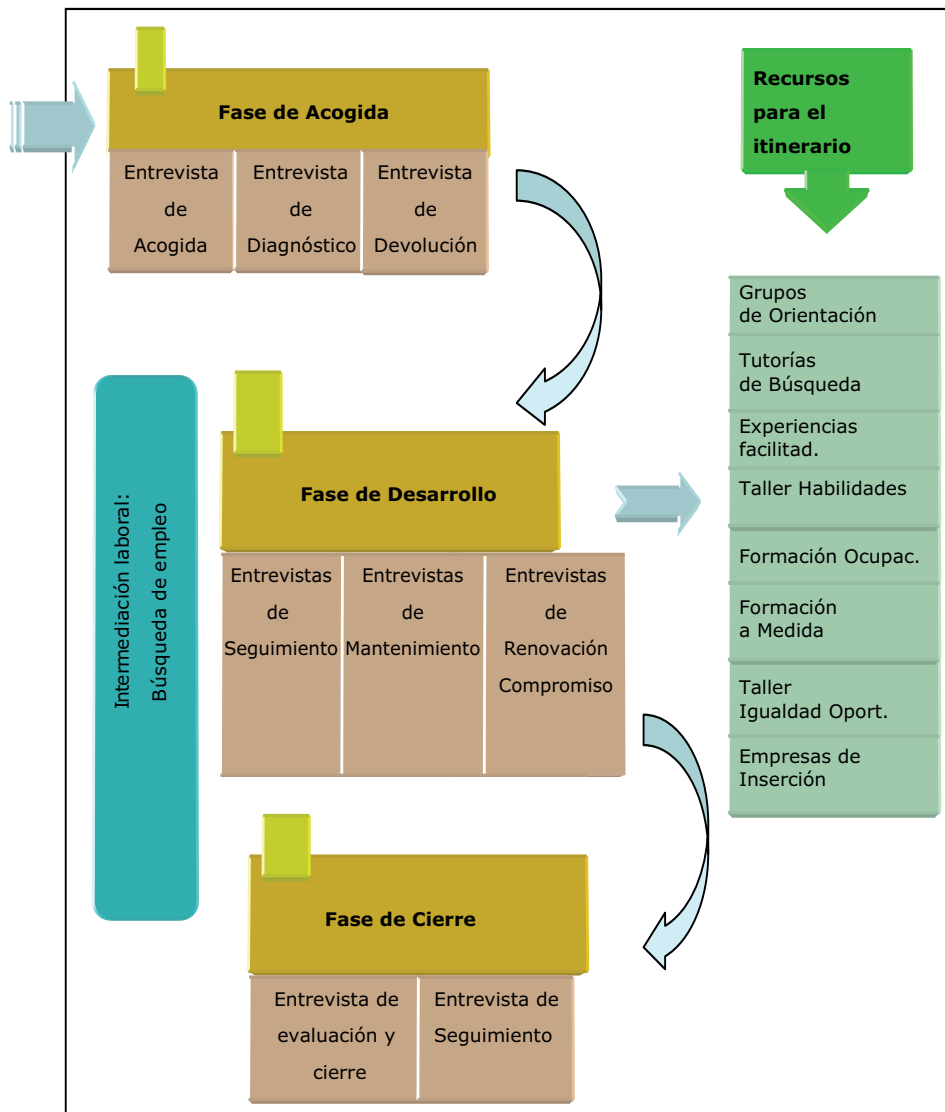 Fase de Acogida
Entrevista
de
Acogida
Entrevista
de
Diagnóstico
Entrevista
de
Devolución
Recursos
para el
itinerario
Grupos
de Orientación
Tutorías
de Búsqueda
Experiencias
facilitad.
Taller Habilidades
Formación Ocupac.
Formación
a Medida
Taller
Igualdad Oport.
Empresas de
Inserción
Intermediación laboral:
Búsqueda de empleo
Fase de Desarrollo
Entrevistas
de
Seguimiento
Entrevistas
de
Mantenimiento
Entrevistas
de
Renovación
Compromiso
Fase de Cierre
Entrevista de
evaluación y
cierre
Entrevista de
Seguimiento